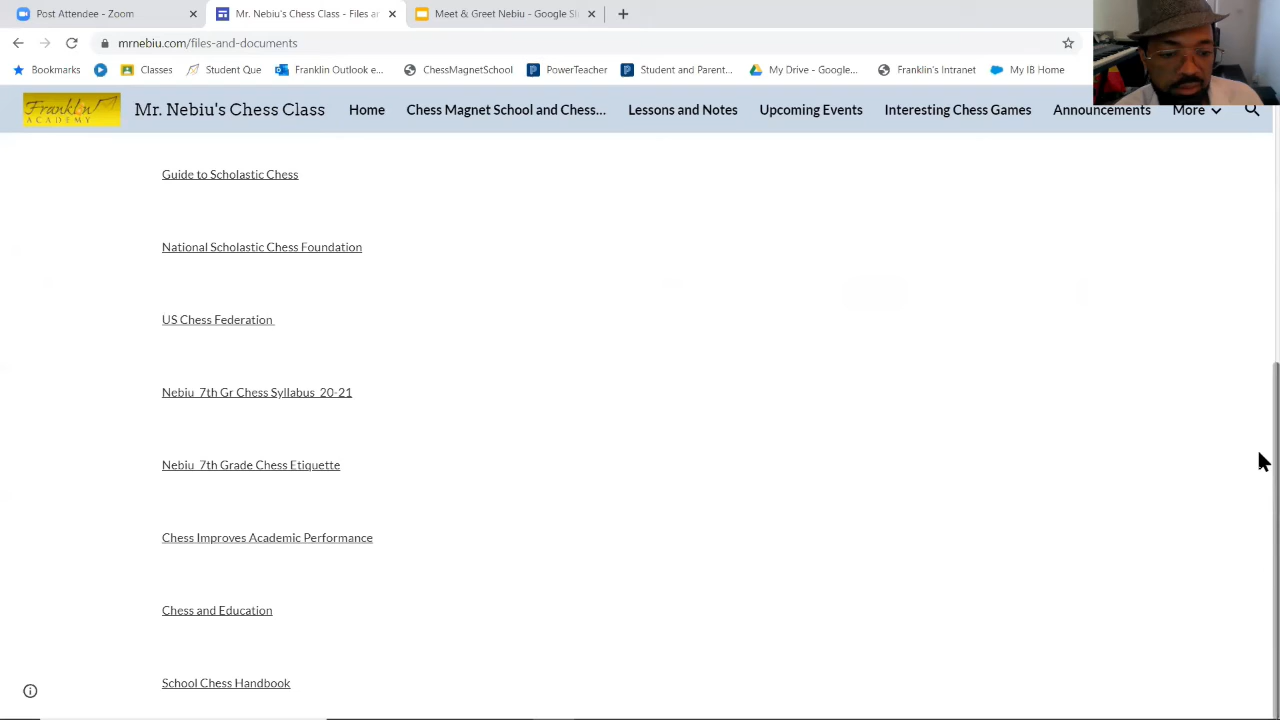 Post Attendee - Zoom
Mr. Nebiu's Chess Class - Files ar
Meet & Greet Nebiu - Google Sli
mrnebiu.com/files-and-documents
Bookmarks Classes Student Que Franklin Outlook e... ChessMagnetSchool PowerTeacher Student and Parent... My Drive - Google... Franklin's Intranet My IB Home
Franklin
ACADEMY
Mr. Nebiu's Chess Class Home Chess Magnet School and Chess... Lessons and Notes Upcoming Events Interesting Chess Games Announcements More
Guide to Scholastic Chess
National Scholastic Chess Foundation
US Chess Federation
Nebiu 7th Gr Chess Syllabus 20-21
Nebiu 7th Grade Chess Etiquette
Chess Improves Academic Performance
Chess and Education
School Chess Handbook